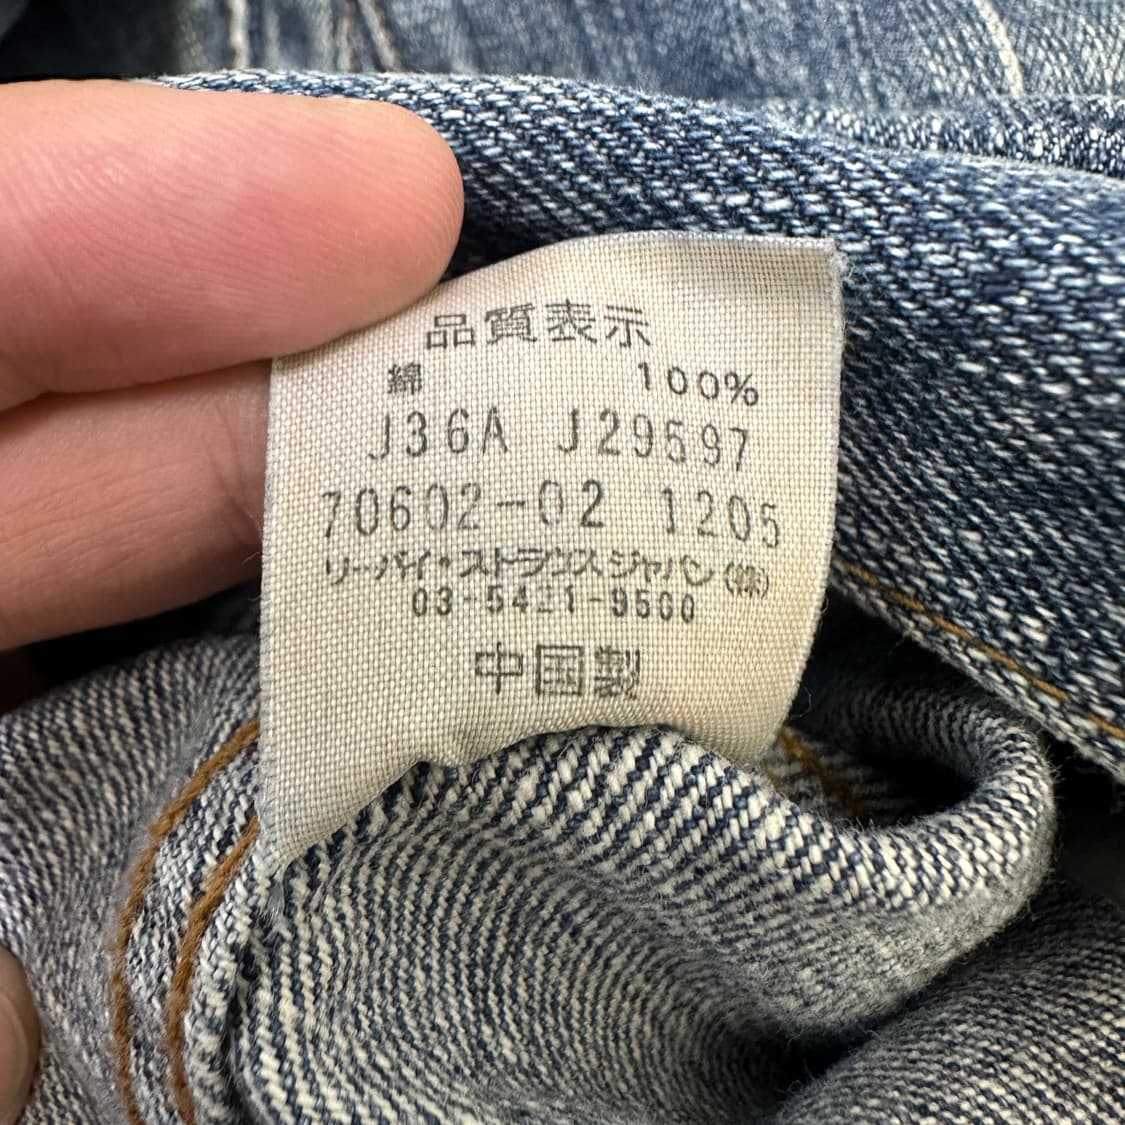 品質表示
綿 100%
J36A J29597
70602-02 1205
リーバイ・ストラウスジャパン(株)
03-5421-9500
中国製